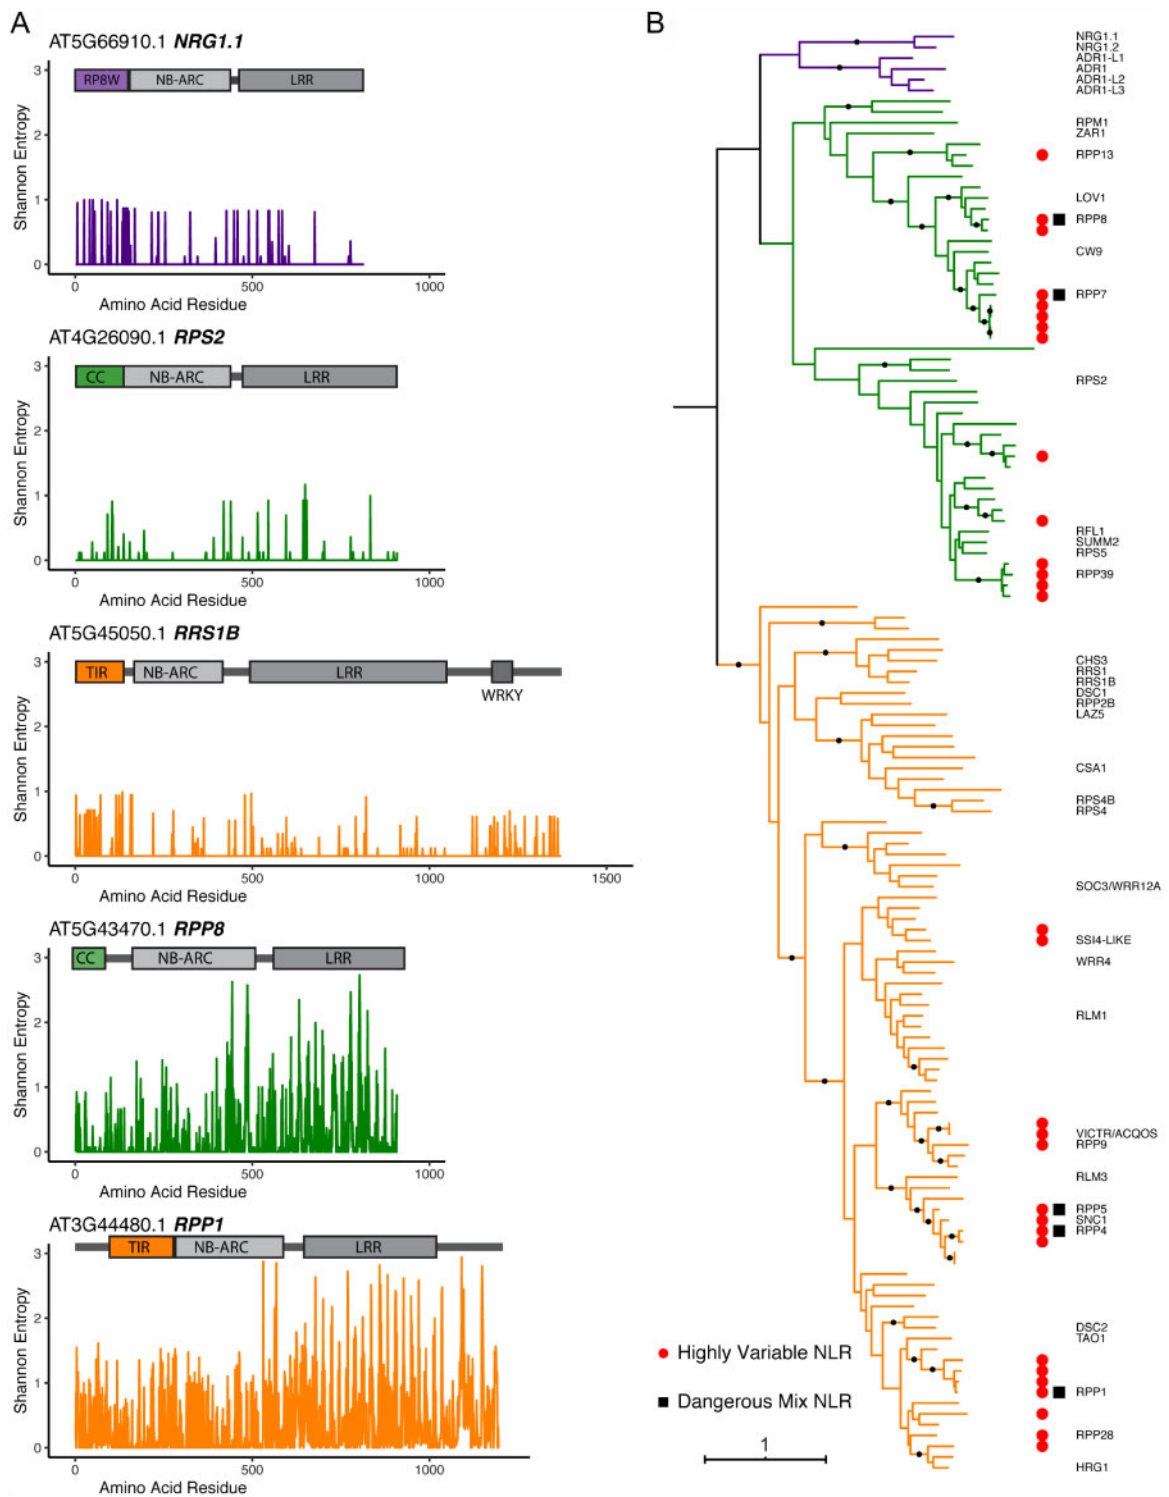 A
AT5G66910.1 NRG1.1
RP8W
NB-ARC
LRR
3
2
1
0
Shannon Entropy
0
500
1000
Amino Acid Residue
AT4G26090.1 RPS2
CC
NB-ARC
LRR
3
2
1
0
Shannon Entropy
0
500
1000
Amino Acid Residue
AT5G45050.1 RRS1B
TIR
NB-ARC
LRR
WRKY
3
2
1
0
Shannon Entropy
0
500
1000
1500
Amino Acid Residue
AT5G43470.1 RPP8
CC
NB-ARC
LRR
3
2
1
0
Shannon Entropy
0
500
1000
Amino Acid Residue
AT3G44480.1 RPP1
TIR
NB-ARC
LRR
3
2
1
0
Shannon Entropy
0
500
1000
Amino Acid Residue
B
NRG1.1
NRG1.2
ADR1-L1
ADR1
ADR1-L2
ADR1-L3
RPM1
ZAR1
RPP13
LOV1
RPP8
CW9
RPP7
RPS2
RFL1
SUMM2
RPS5
RPP39
CHS3
RRS1
RRS1B
DSC1
RPP2B
LAZ5
CSA1
RPS4B
RPS4
SOC3/WRR12A
SSI4-LIKE
WRR4
RLM1
VICTR/ACQOS
RPP9
RLM3
RPP5
SNC1
RPP4
DSC2
TAO1
RPP1
RPP28
HRG1
Highly Variable NLR
Dangerous Mix NLR
1